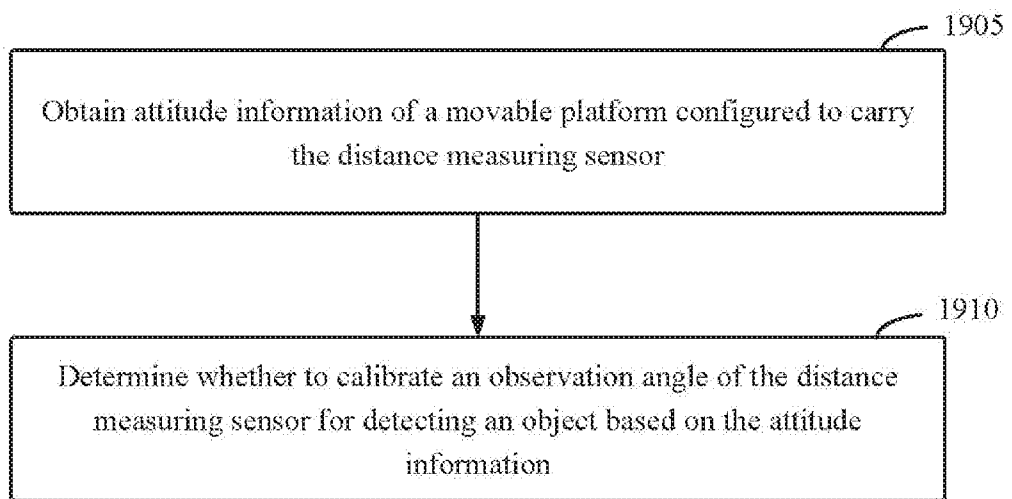 1905
Obtain attitude information of a movable platform configured to carry
the distance measuring sensor
1910
Determine whether to calibrate an observation angle of the distance
measuring sensor for detecting an object based on the attitude
information